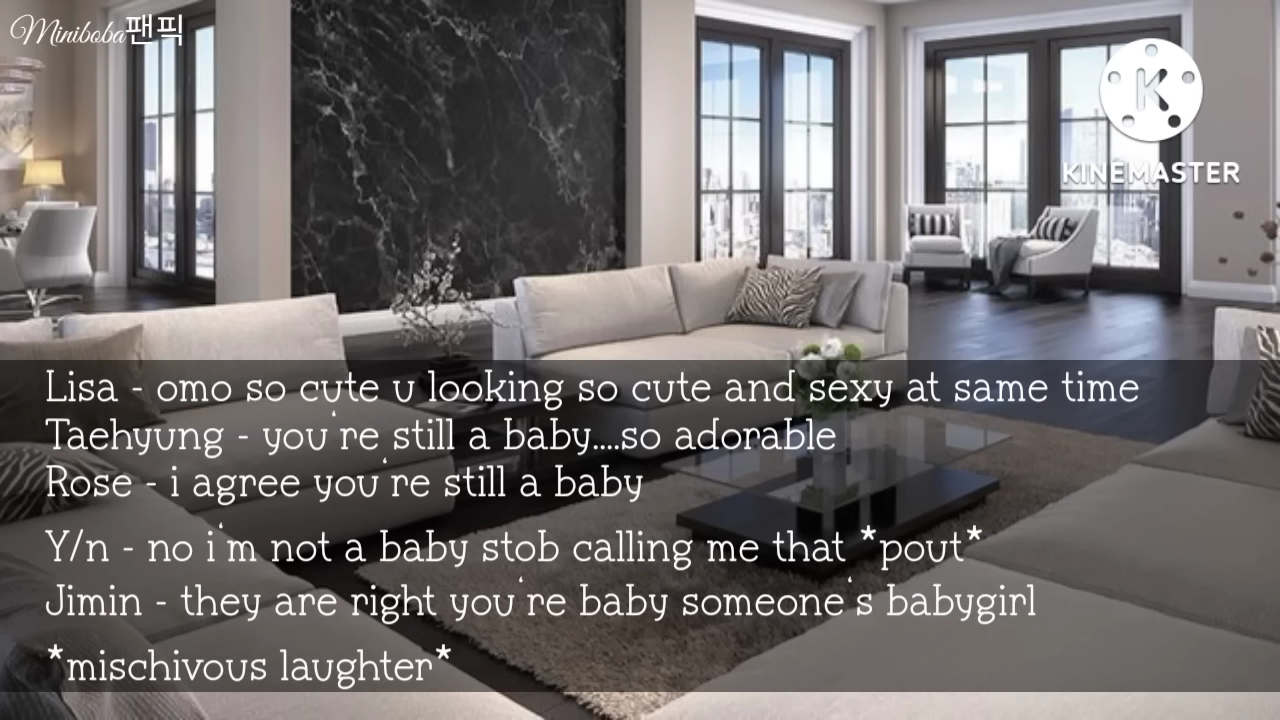 Miniboba팬픽
KINEMASTER
Lisa - omo so cute u looking so cute and sexy at same time
Taehyung - you're still a baby....so adorable
Rose - i agree you're still a baby
Y/n - no i'm not a baby stob calling me that *pout*
Jimin - they are right you're baby someone's babygirl
*mischivous laughter*